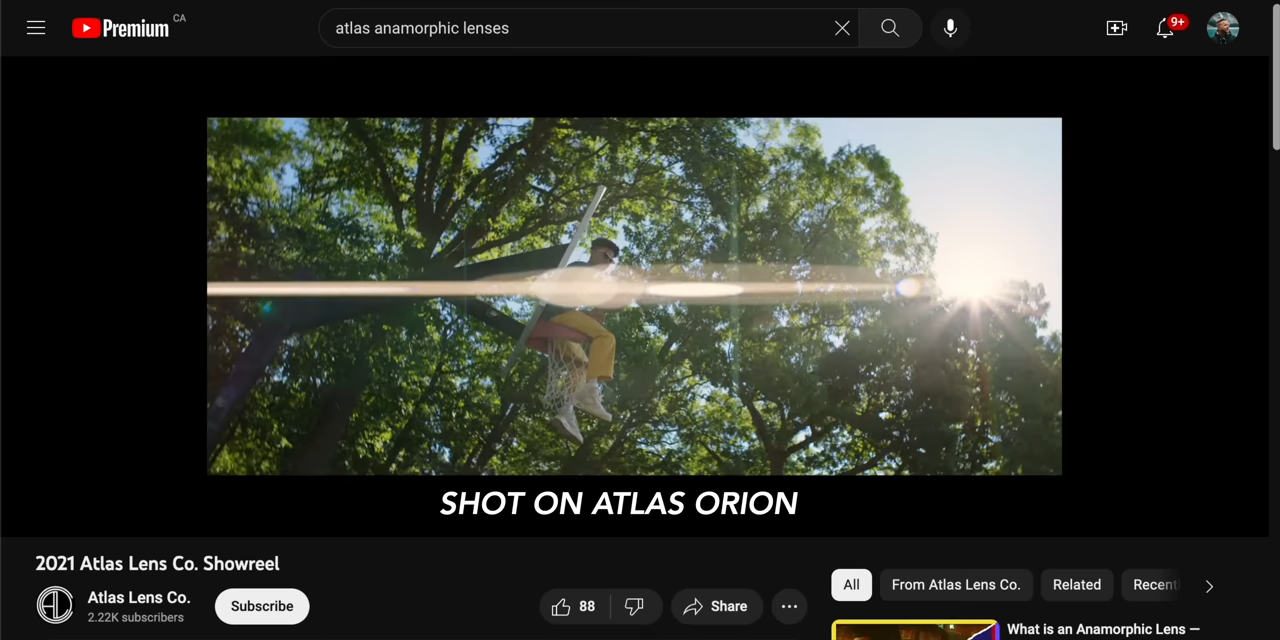 Premium CA
atlas anamorphic lenses
9+
SHOT ON ATLAS ORION
2021 Atlas Lens Co. Showreel
Atlas Lens Co.
2.22K subscribers
Subscribe
88
Share
All
From Atlas Lens Co.
Related
Recent
What is an Anamorphic Lens —